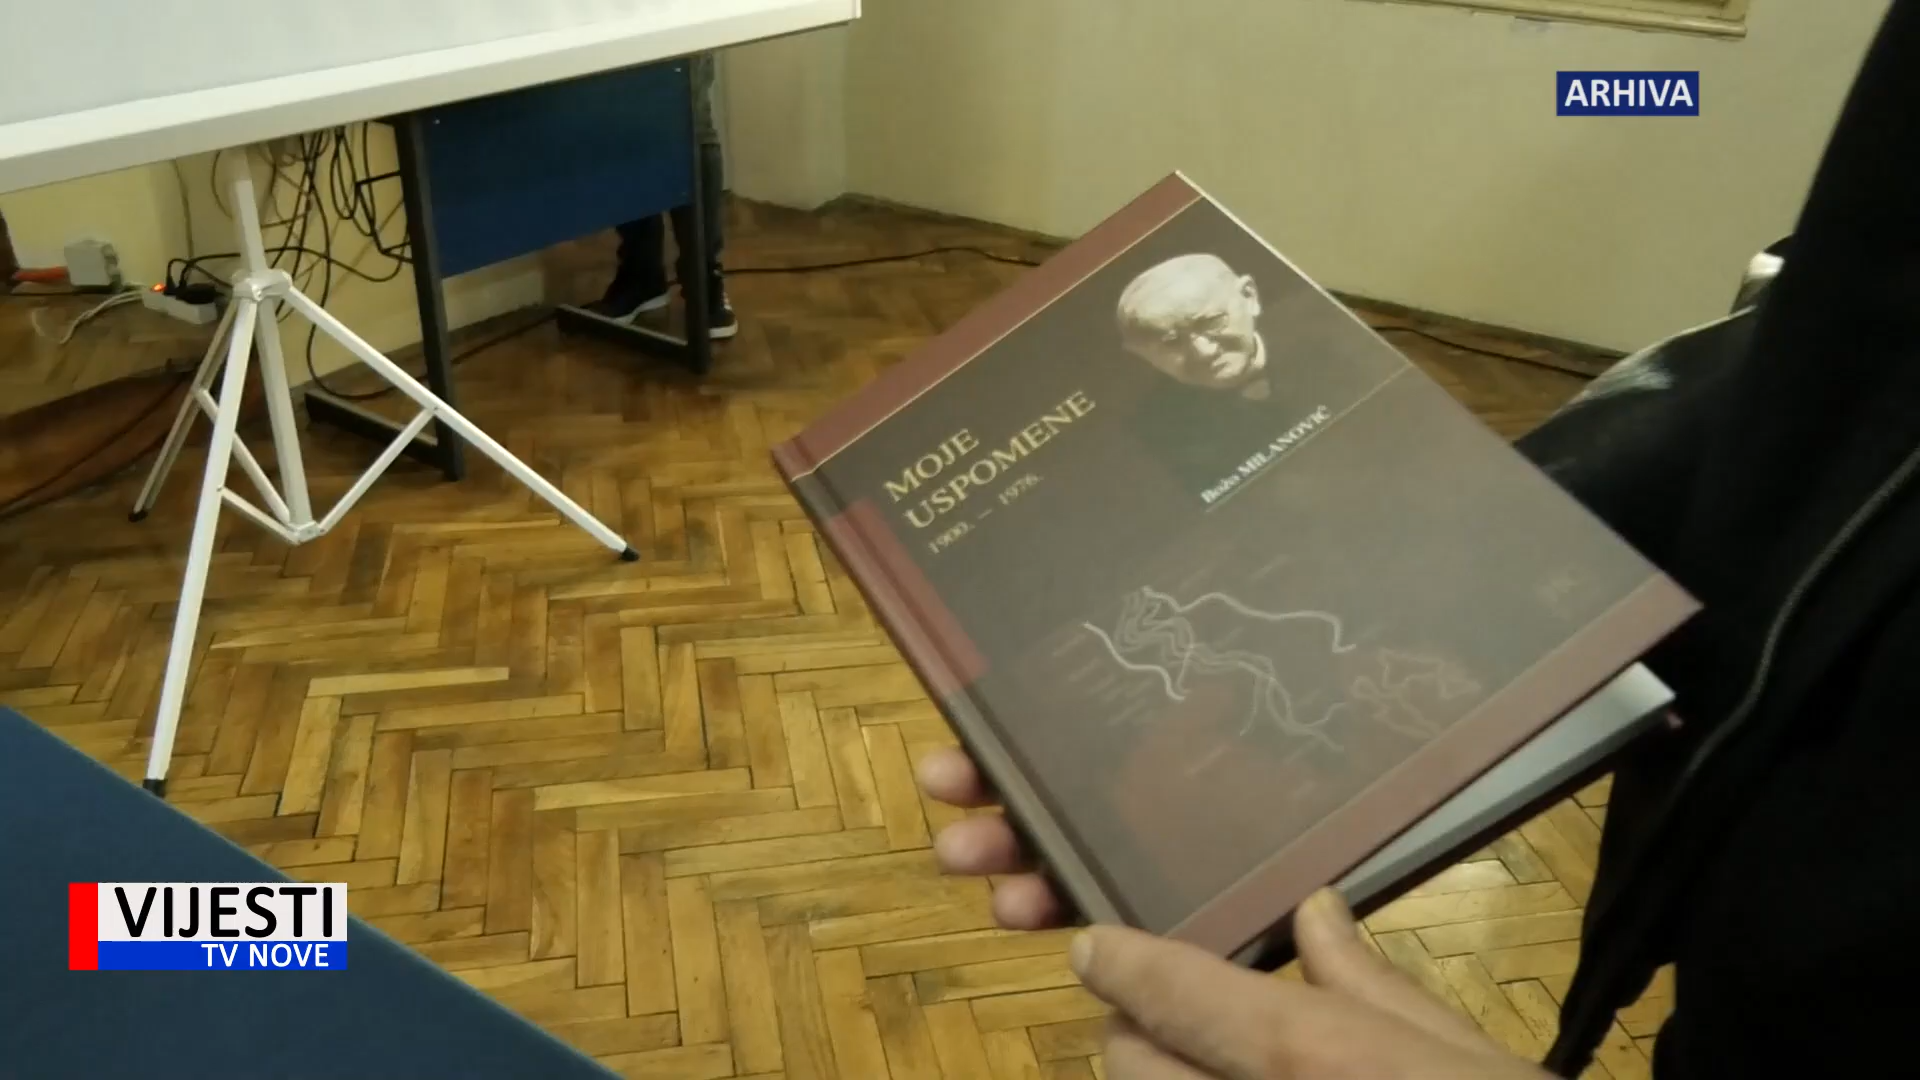 ARHIVA
MOJE
USPOMENE
1900. – 1976.
Božo MILANOVIĆ
VIJESTI
TV NOVE